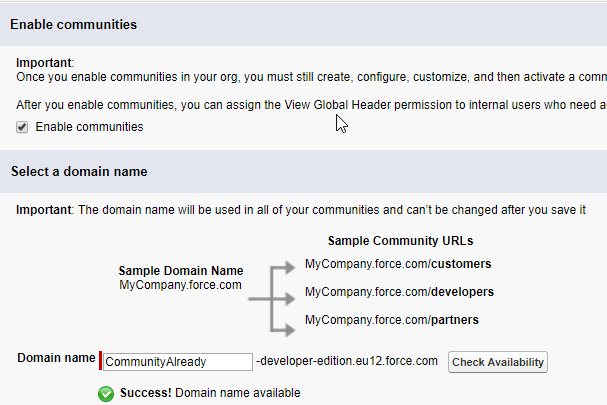 Enable communities
Important:
Once you enable communities in your org, you must still create, configure, customize, and then activate a comm
After you enable communities, you can assign the View Global Header permission to internal users who need a
Enable communities
Select a domain name
Important: The domain name will be used in all of your communities and can't be changed after you save it
Sample Community URLs
MyCompany.force.com/customers
Sample Domain Name
MyCompany.force.com
MyCompany.force.com/developers
MyCompany.force.com/partners
Domain name CommunityAlready -developer-edition.eu12.force.com Check Availability
Success! Domain name available